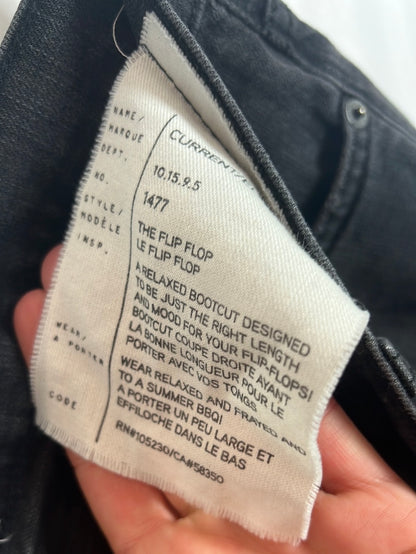 NAME/
MARQUE
DEPT.
NO.
STYLE/
MODÈLE
INSP.
WEAR/
A PORTER
CODE
CURRENT/
10.15.9.5
1477
THE FLIP FLOP
LE FLIP FLOP
A RELAXED BOOTCUT DESIGNED
TO BE JUST THE RIGHT LENGTH
AND MOOD FOR YOUR FLIP-FLOPS!
BOOTCUT COUPE DROITE AYANT
LA BONNE LONGUEUR POUR LE
PORTER AVEC VOS TONGS
WEAR RELAXED AND FRAYED AND
TO A SUMMER BBQ!
A PORTER UN PEU LARGE ET
EFFILOCHE DANS LE BAS
RN#105230/CA#58350